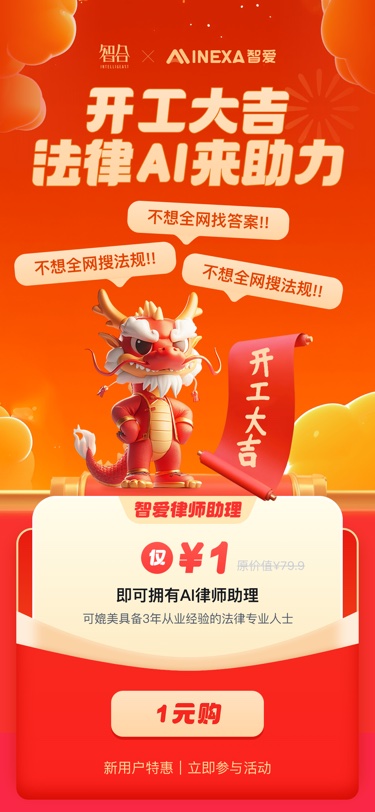 智合
INTELLIGEAST
×
AINEXA智爱
开工大吉
法律AI来助力
不想全网找答案!!
不想全网搜法规!!
不想全网搜法规!!
开工大吉
智爱律师助理
仅¥1 原价值¥79.9
即可拥有AI律师助理
可媲美具备3年从业经验的法律专业人士
1元购
新用户特惠｜立即参与活动